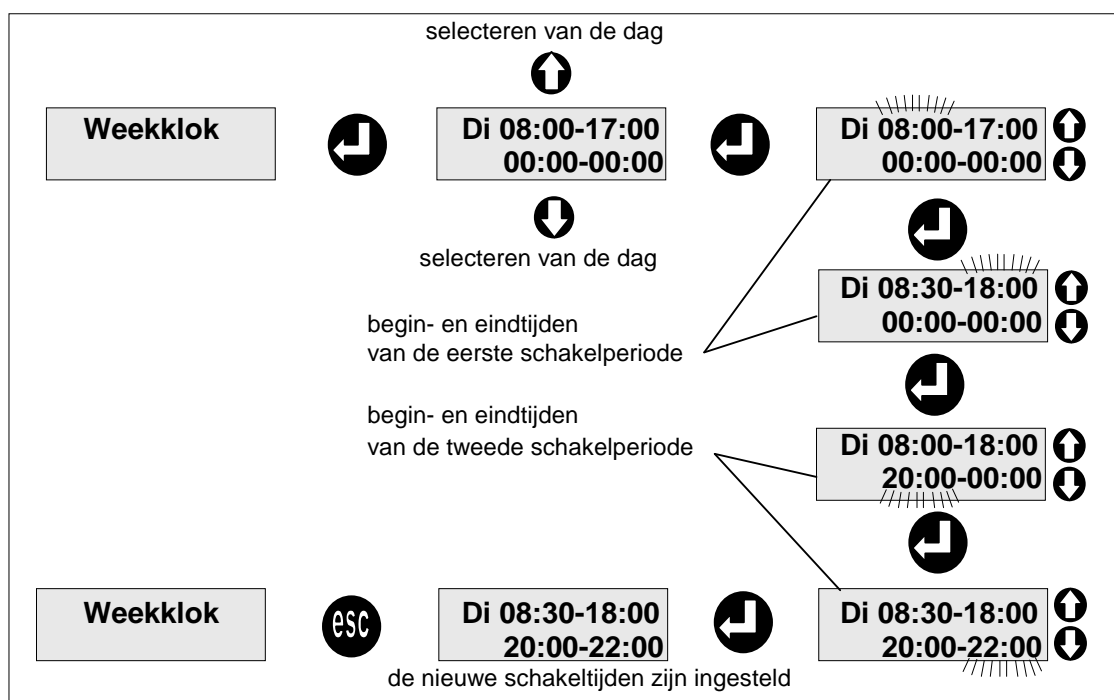 selecteren van de dag
Weekklok
Di 08:00-17:00
00:00-00:00
Di 08:00-17:00
00:00-00:00
selecteren van de dag
Di 08:30-18:00
00:00-00:00
begin- en eindtijden
van de eerste schakelperiode
begin- en eindtijden
van de tweede schakelperiode
Di 08:00-18:00
20:00-00:00
Weekklok
esc
Di 08:30-18:00
20:00-22:00
Di 08:30-18:00
20:00-22:00
de nieuwe schakeltijden zijn ingesteld